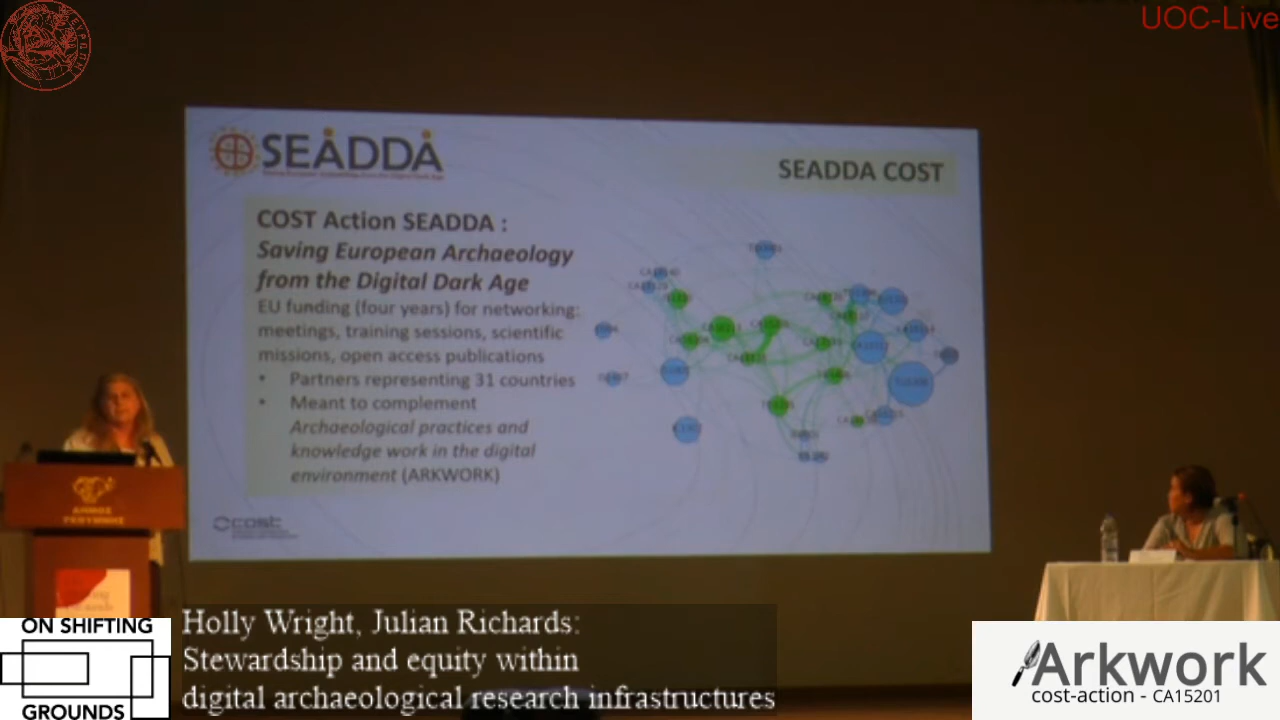 UOC-Live
SEADDA
SEADDA COST
COST Action SEADDA :
Saving European Archaeology
from the Digital Dark Age
EU funding (four years) for networking:
meetings, training sessions, scientific
missions, open access publications
• Partners representing 31 countries
• Meant to complement
Archaeological practices and
knowledge work in the digital
environment (ARKWORK)
cost
ΔΗΜΟΣ
ΡΕΘΥΜΝΗΣ
ON SHIFTING
GROUNDS
Holly Wright, Julian Richards:
Stewardship and equity within
digital archaeological research infrastructures
Arkwork
cost-action - CA15201